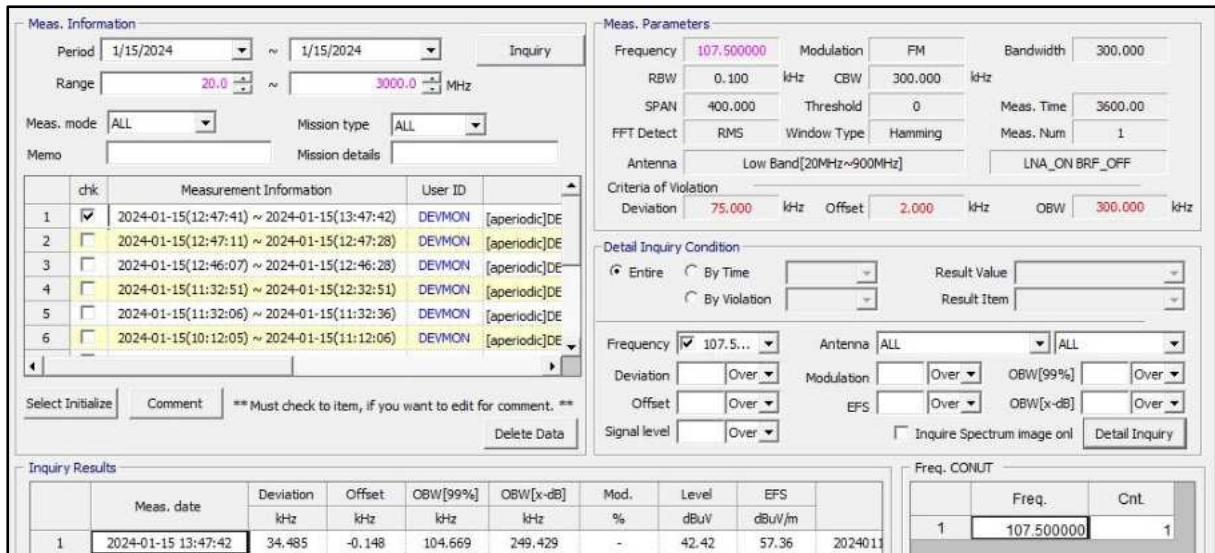 Meas. Information
Period 1/15/2024 ~ 1/15/2024 Inquiry
Range 20.0 ~ 3000.0 MHz
Meas. mode ALL Mission type ALL
Memo Mission details
chk Measurement Information User ID
1 2024-01-15(12:47:41) ~ 2024-01-15(13:47:42) DEVMON [aperiodic]DE
2 2024-01-15(12:47:11) ~ 2024-01-15(12:47:28) DEVMON [aperiodic]DE
3 2024-01-15(12:46:07) ~ 2024-01-15(12:46:28) DEVMON [aperiodic]DE
4 2024-01-15(11:32:51) ~ 2024-01-15(12:32:51) DEVMON [aperiodic]DE
5 2024-01-15(11:32:06) ~ 2024-01-15(11:32:36) DEVMON [aperiodic]DE
6 2024-01-15(10:12:05) ~ 2024-01-15(11:12:06) DEVMON [aperiodic]DE
Select Initialize Comment ** Must check to item, if you want to edit for comment. **
Delete Data
Meas. Parameters
Frequency 107.500000 Modulation FM Bandwidth 300.000
RBW 0.100 kHz CBW 300.000 kHz
SPAN 400.000 Threshold 0 Meas. Time 3600.00
FFT Detect RMS Window Type Hamming Meas. Num 1
Antenna Low Band[20MHz~900MHz] LNA_ON BRF_OFF
Criteria of Violation
Deviation 75.000 kHz Offset 2.000 kHz OBW 300.000 kHz
Detail Inquiry Condition
Entire By Time Result Value
By Violation Result Item
Frequency 107.5... Antenna ALL ALL
Deviation Over Modulation Over OBW[99%] Over
Offset Over EFS Over OBW[x-dB] Over
Signal level Over Inquire Spectrum image onl Detail Inquiry
Inquiry Results
Meas. date Deviation Offset OBW[99%] OBW[x-dB] Mod. Level EFS
kHz kHz kHz kHz % dBuV dBuV/m
1 2024-01-15 13:47:42 34.485 -0.148 104.669 249.429 - 42.42 57.36 2024011
Freq. CONUT
Freq. Cnt.
1 107.500000 1